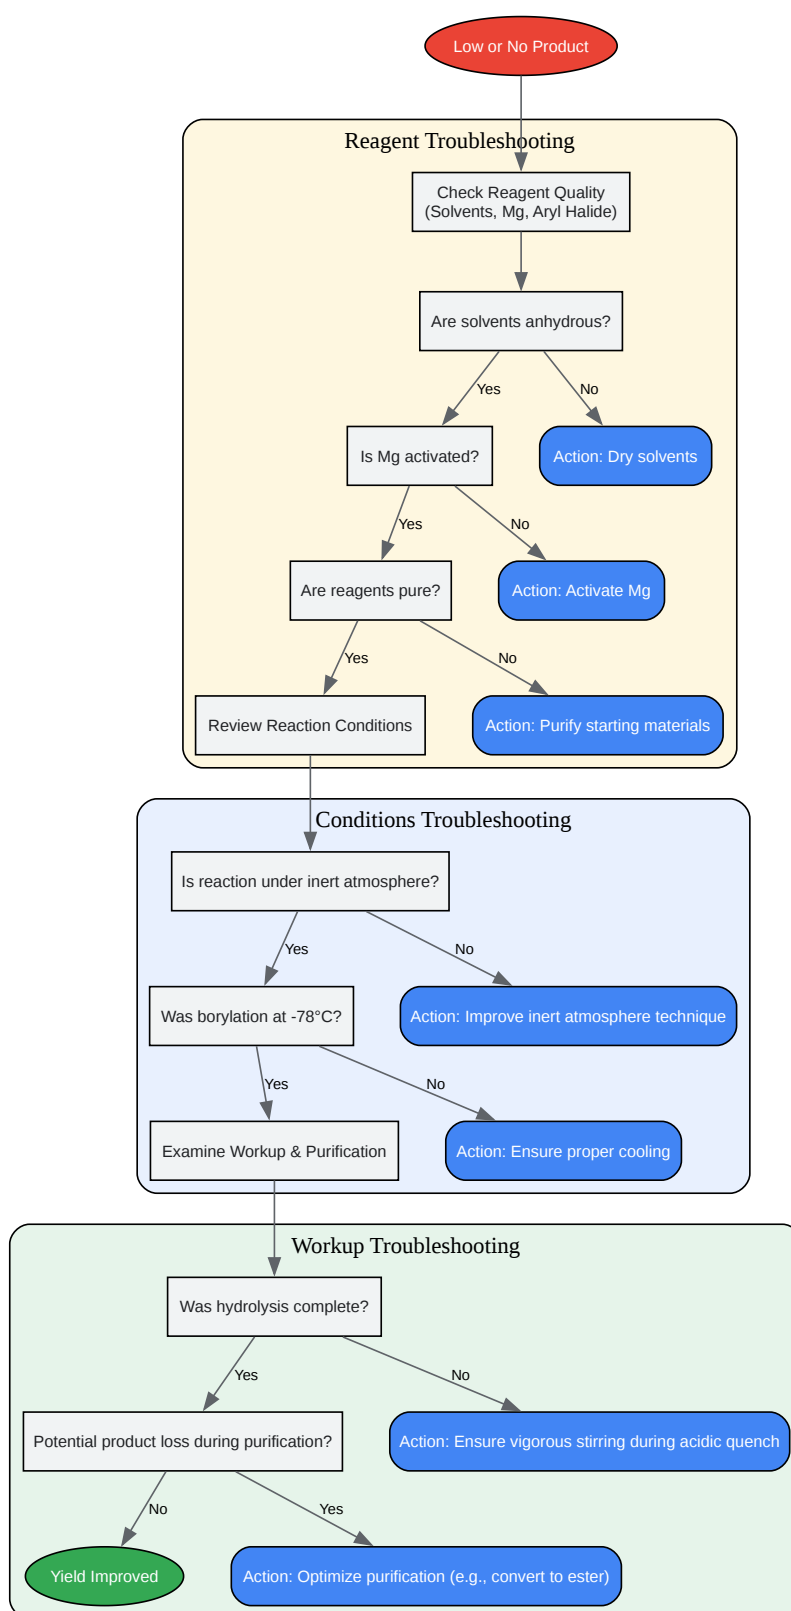 Low or No Product
Reagent Troubleshooting
Check Reagent Quality
(Solvents, Mg, Aryl Halide)
Are solvents anhydrous?
Yes
No
Is Mg activated?
Action: Dry solvents
Yes
No
Are reagents pure?
Action: Activate Mg
Yes
No
Review Reaction Conditions
Action: Purify starting materials
Conditions Troubleshooting
Is reaction under inert atmosphere?
Yes
No
Was borylation at -78°C?
Action: Improve inert atmosphere technique
Yes
No
Examine Workup & Purification
Action: Ensure proper cooling
Workup Troubleshooting
Was hydrolysis complete?
Yes
No
Potential product loss during purification?
Action: Ensure vigorous stirring during acidic quench
No
Yes
Yield Improved
Action: Optimize purification (e.g., convert to ester)